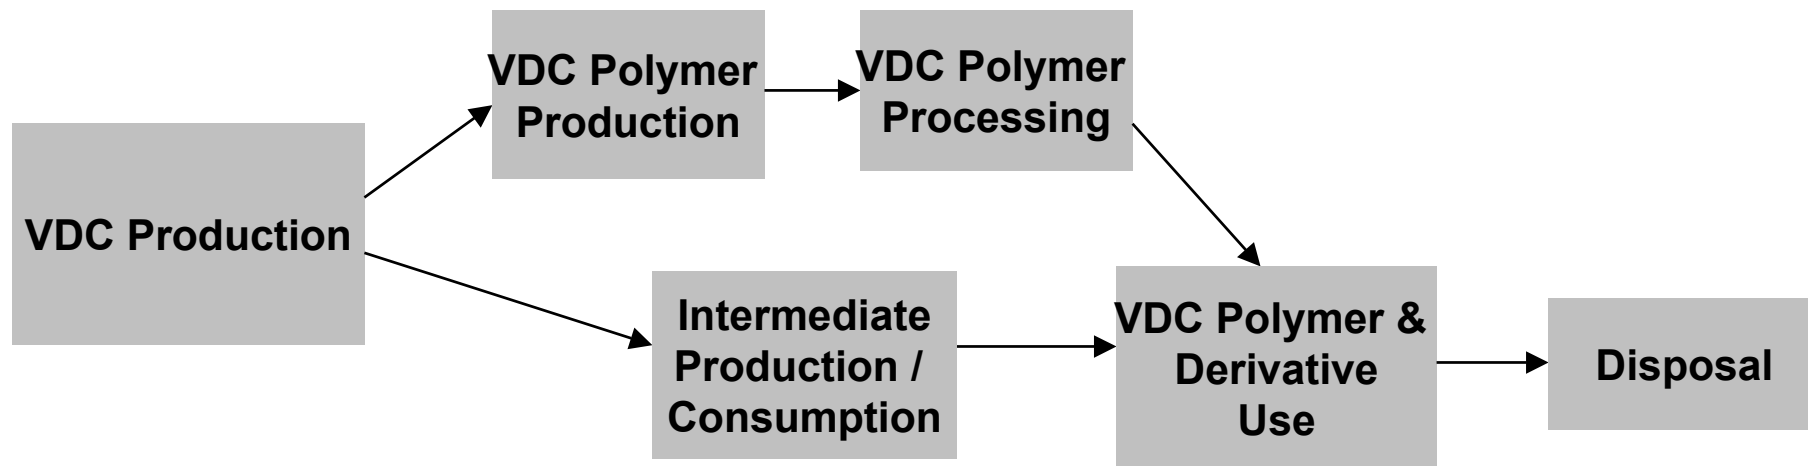 VDC Polymer
Production
VDC Polymer
Processing
VDC Production
Intermediate
Production /
Consumption
VDC Polymer &
Derivative
Use
Disposal